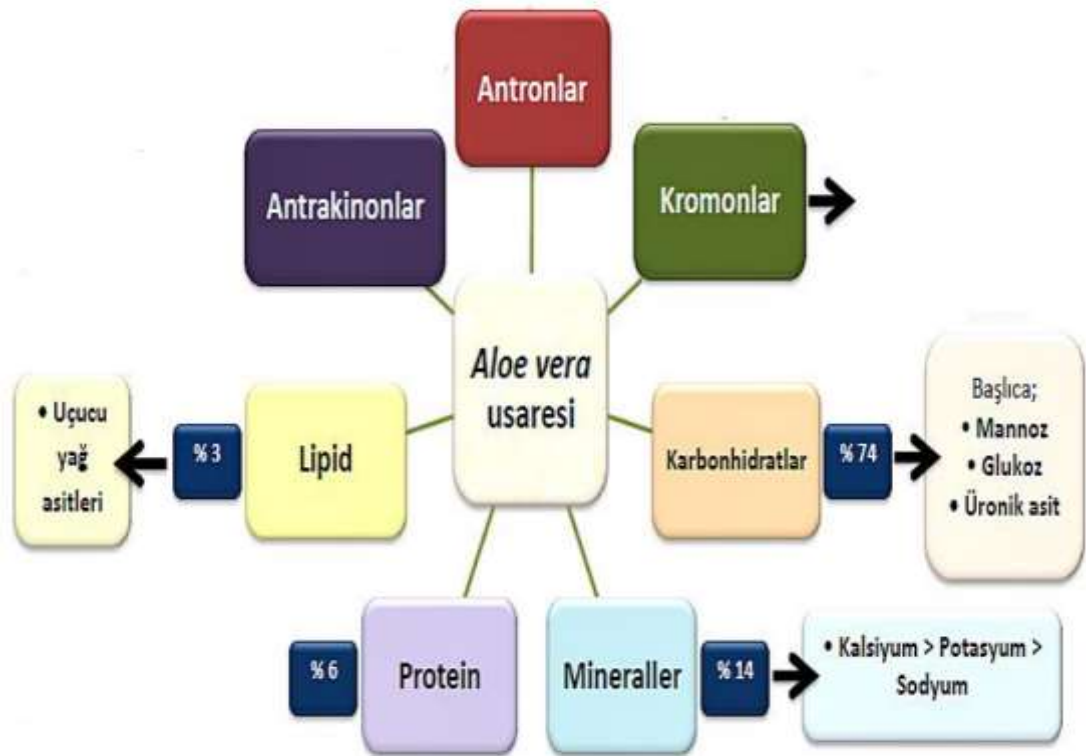 Antronlar
Antrakinonlar
Kromonlar
Aloe vera
usaresi
• Uçucu
yağ
asitleri
% 3
Lipid
Karbonhidratlar
% 74
Başlıca;
• Mannoz
• Glukoz
• Üronik asit
% 6
Protein
Mineraller
% 14
• Kalsiyum > Potasyum >
Sodyum